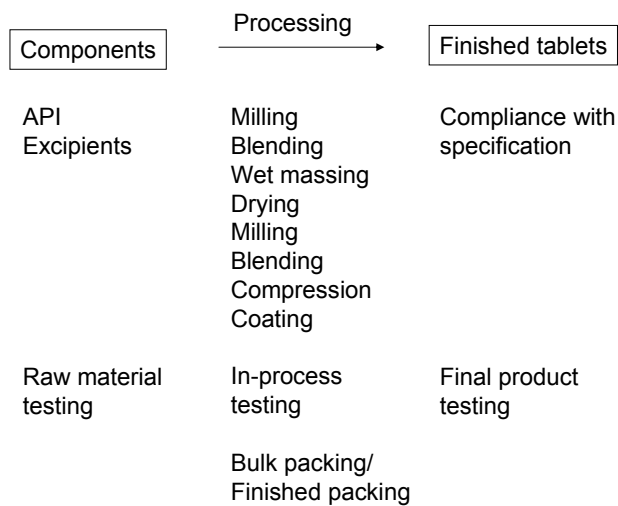 Components
Processing
Finished tablets
API
Excipients
Milling
Blending
Wet massing
Drying
Milling
Blending
Compression
Coating
Compliance with
specification
Raw material
testing
In-process
testing
Final product
testing
Bulk packing/
Finished packing